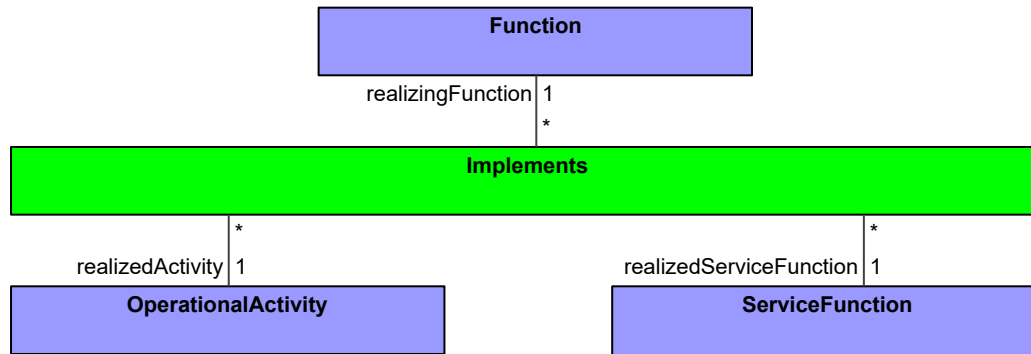 Function
realizingFunction 1
*
Implements
* *
realizedActivity 1 realizedServiceFunction 1
OperationalActivity ServiceFunction